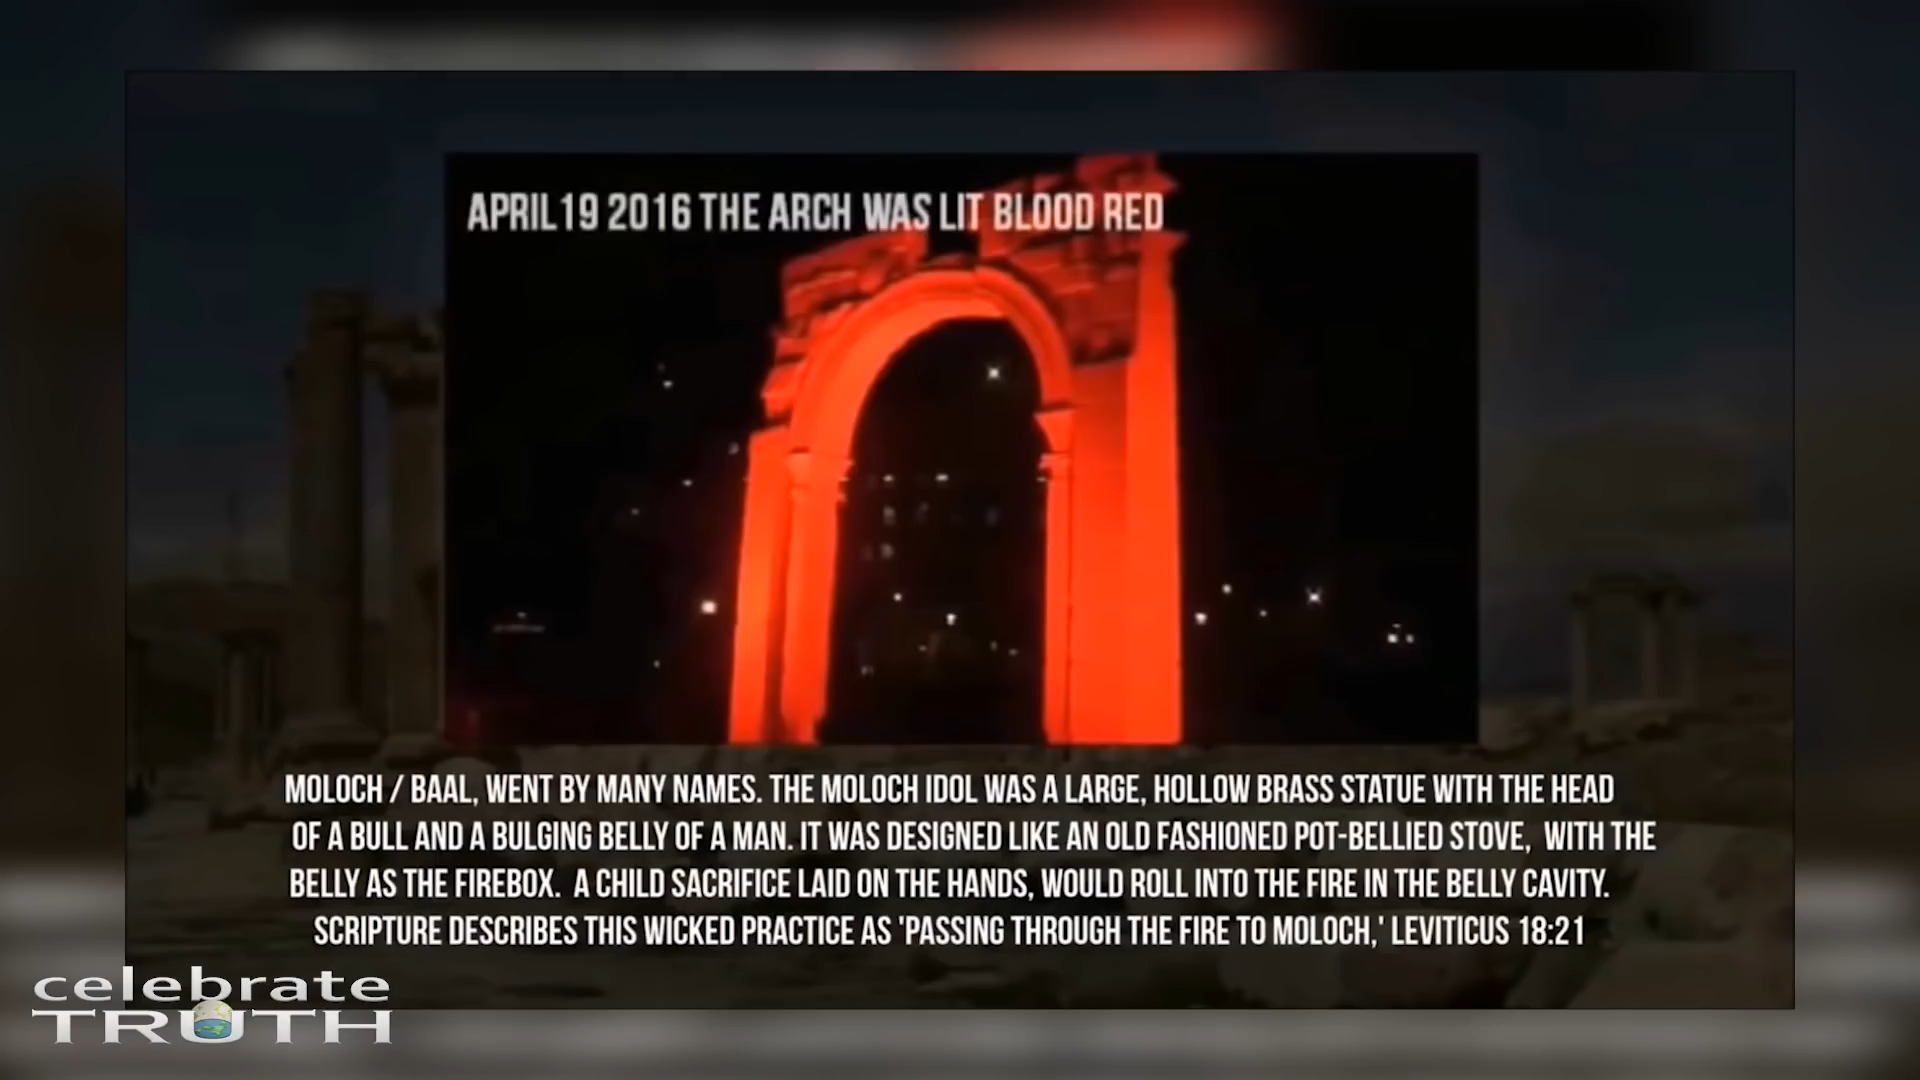 APRIL19 2016 THE ARCH WAS LIT BLOOD RED
MOLOCH / BAAL, WENT BY MANY NAMES. THE MOLOCH IDOL WAS A LARGE, HOLLOW BRASS STATUE WITH THE HEAD
OF A BULL AND A BULGING BELLY OF A MAN. IT WAS DESIGNED LIKE AN OLD FASHIONED POT-BELLIED STOVE, WITH THE
BELLY AS THE FIREBOX. A CHILD SACRIFICE LAID ON THE HANDS, WOULD ROLL INTO THE FIRE IN THE BELLY CAVITY.
SCRIPTURE DESCRIBES THIS WICKED PRACTICE AS 'PASSING THROUGH THE FIRE TO MOLOCH,' LEVITICUS 18:21
celebrate
TRUTH